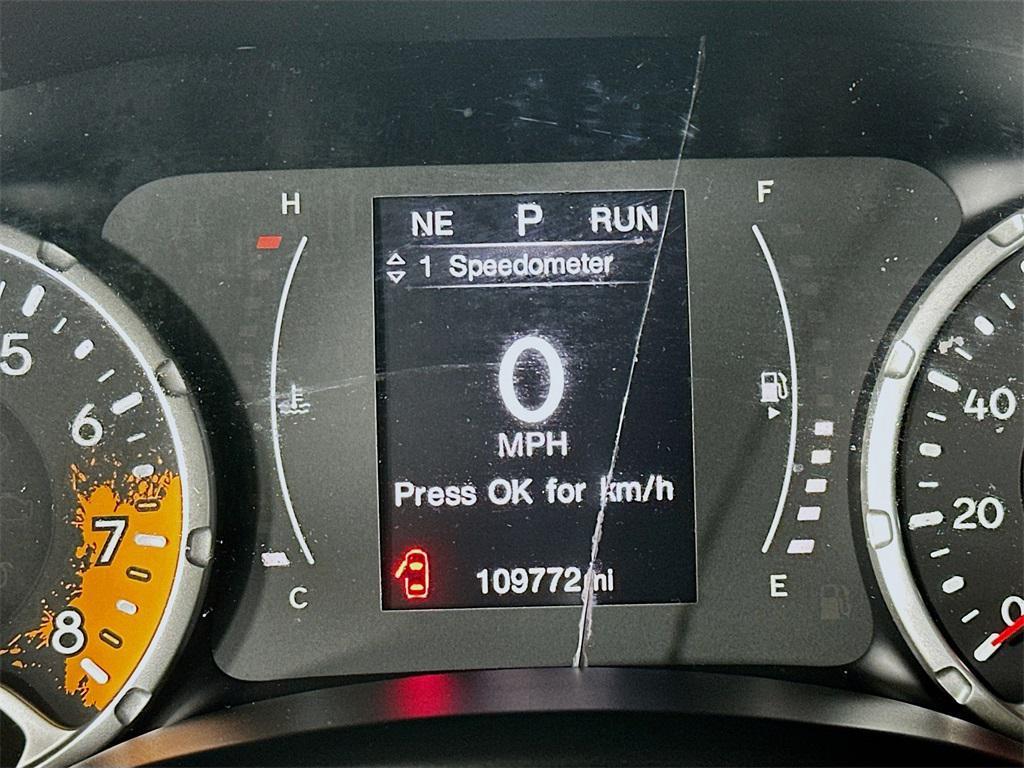 H
F
NE P RUN
1 Speedometer
5
6
7
8
0
MPH
Press OK for km/h
109772 mi
C
E
40
20
0